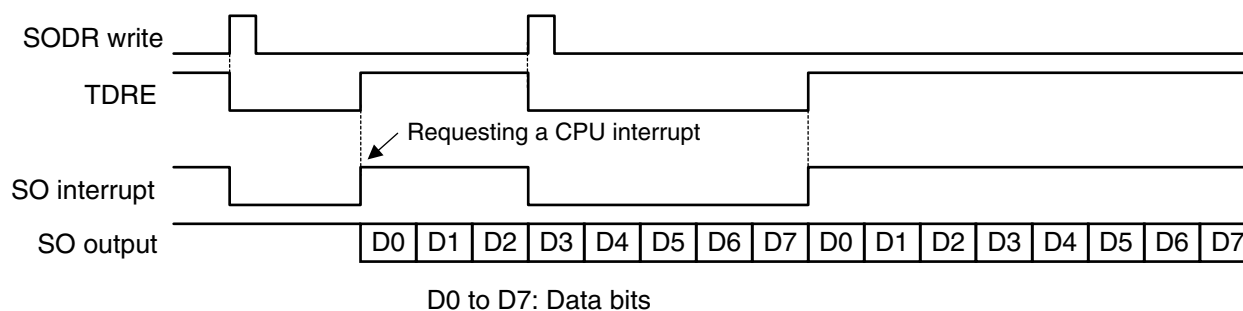 SODR write
TDRE
Requesting a CPU interrupt
SO interrupt
SO output D0 D1 D2 D3 D4 D5 D6 D7 D0 D1 D2 D3 D4 D5 D6 D7
D0 to D7: Data bits